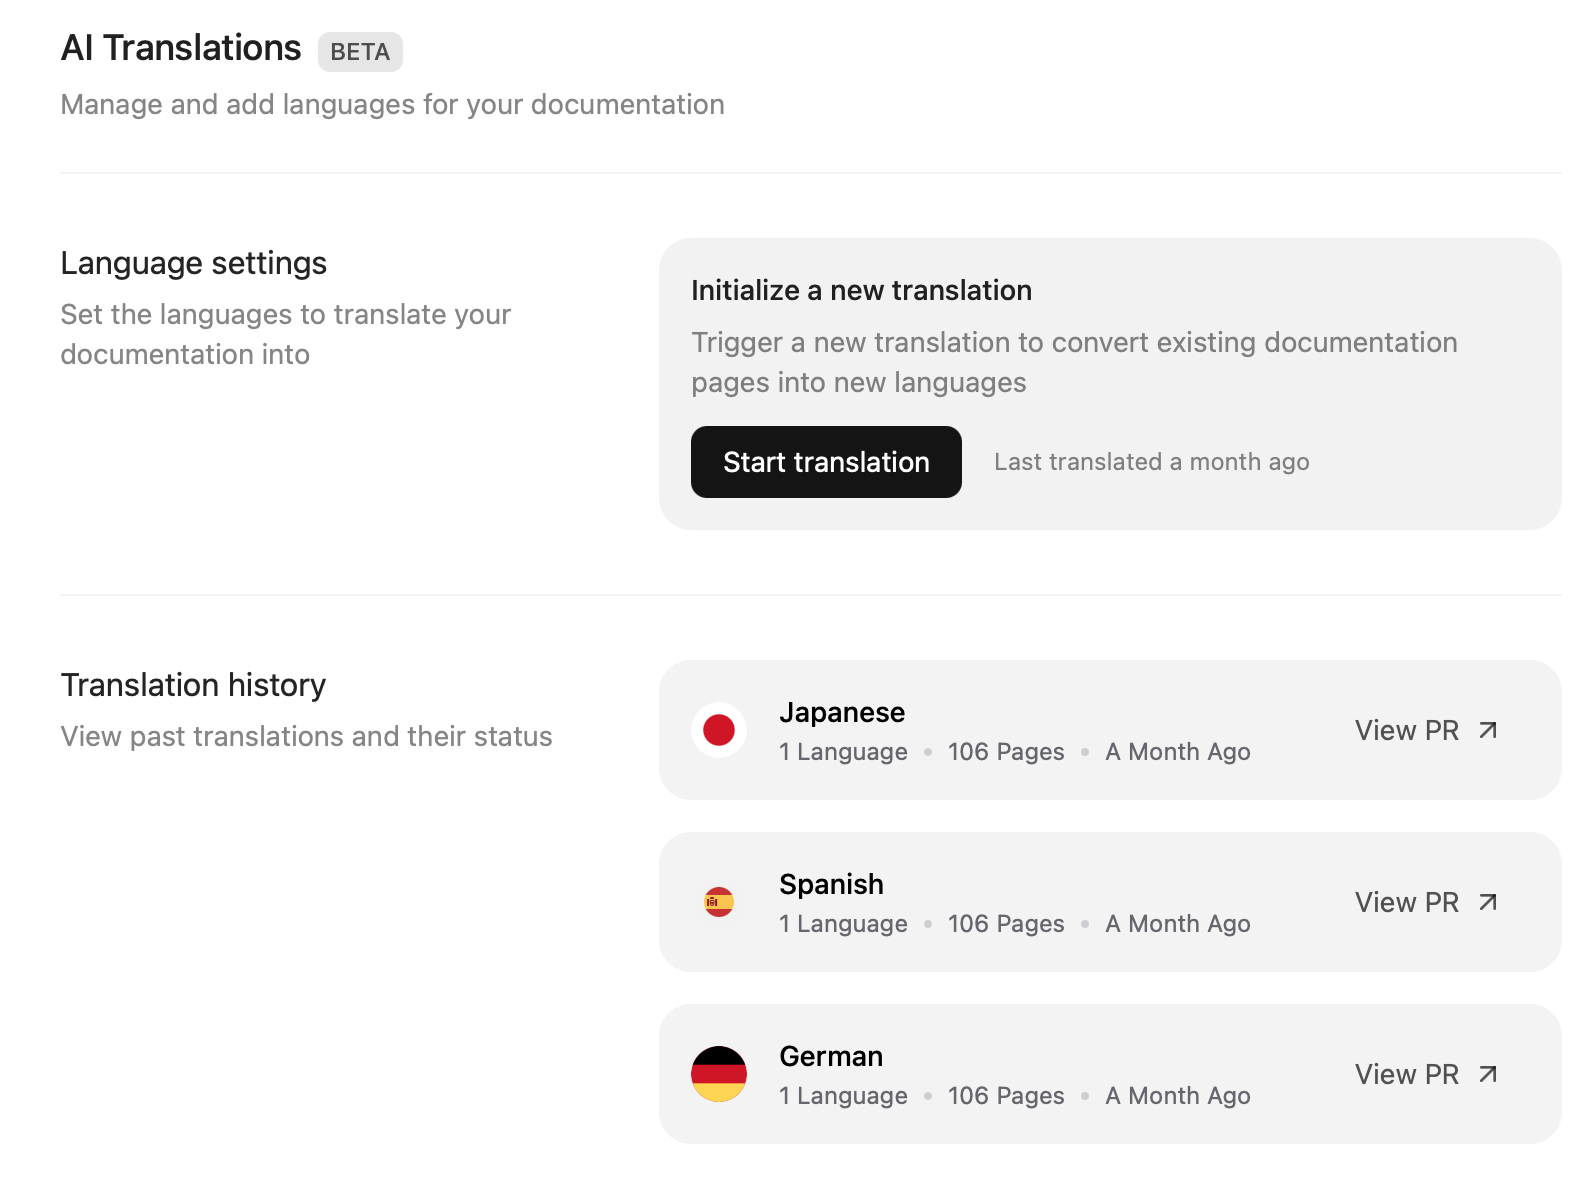 AI Translations BETA
Manage and add languages for your documentation
Language settings
Set the languages to translate your
documentation into
Initialize a new translation
Trigger a new translation to convert existing documentation
pages into new languages
Start translation Last translated a month ago
Translation history
View past translations and their status
Japanese
1 Language • 106 Pages • A Month Ago
View PR
Spanish
1 Language • 106 Pages • A Month Ago
View PR
German
1 Language • 106 Pages • A Month Ago
View PR